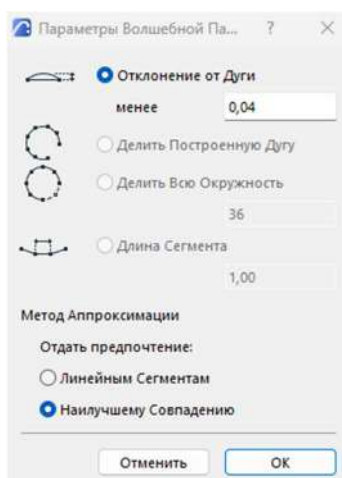 Параметры Волшебной Па... ?
Отклонение от Дуги
менее 0,04
Делить Построенную Дугу
Делить Всю Окружность
36
Длина Сегмента
1,00
Метод Аппроксимации
Отдать предпочтение:
Линейным Сегментам
Наилучшему Совпадению
Отменить OK